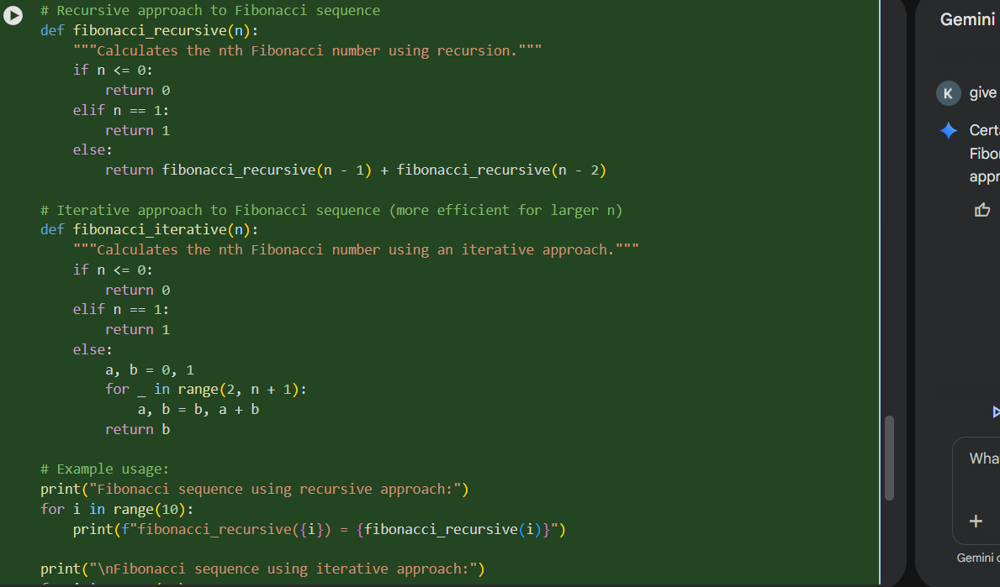 # Recursive approach to Fibonacci sequence
def fibonacci_recursive(n):
    """Calculates the nth Fibonacci number using recursion."""
    if n <= 0:
        return 0
    elif n == 1:
        return 1
    else:
        return fibonacci_recursive(n - 1) + fibonacci_recursive(n - 2)

# Iterative approach to Fibonacci sequence (more efficient for larger n)
def fibonacci_iterative(n):
    """Calculates the nth Fibonacci number using an iterative approach."""
    if n <= 0:
        return 0
    elif n == 1:
        return 1
    else:
        a, b = 0, 1
        for _ in range(2, n + 1):
            a, b = b, a + b
        return b

# Example usage:
print("Fibonacci sequence using recursive approach:")
for i in range(10):
    print(f"fibonacci_recursive({i}) = {fibonacci_recursive(i)}")

print("\nFibonacci sequence using iterative approach:")
Gemini
K
give
Cert
Fibo
appr
Wha
Gemini